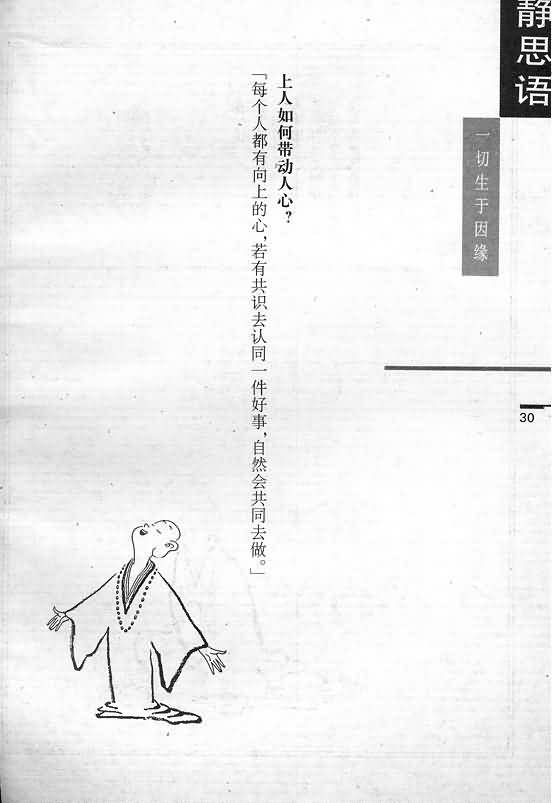 静思语
一切生于因缘
30
上人如何带动人心？
「每个人都有向上的心，若有共识去认同一件好事，自然会共同去做。」